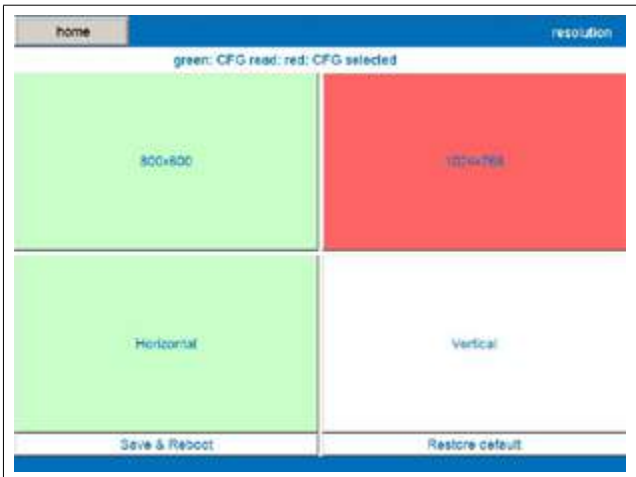 home
resolution
green: CFG read: red: CFG selected
800x600
1024x768
Horizontal
Vertical
Save & Reboot
Restore default